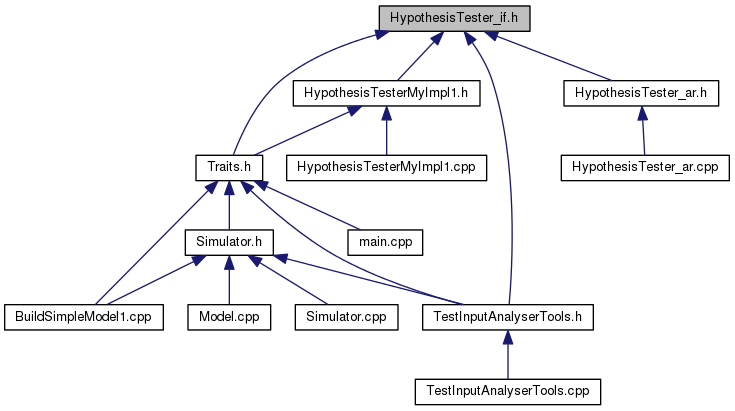 HypothesisTester_if.h
HypothesisTesterMyImpl1.h
HypothesisTester_ar.h
Traits.h
HypothesisTesterMyImpl1.cpp
HypothesisTester_ar.cpp
Simulator.h
main.cpp
BuildSimpleModel1.cpp
Model.cpp
Simulator.cpp
TestInputAnalyserTools.h
TestInputAnalyserTools.cpp